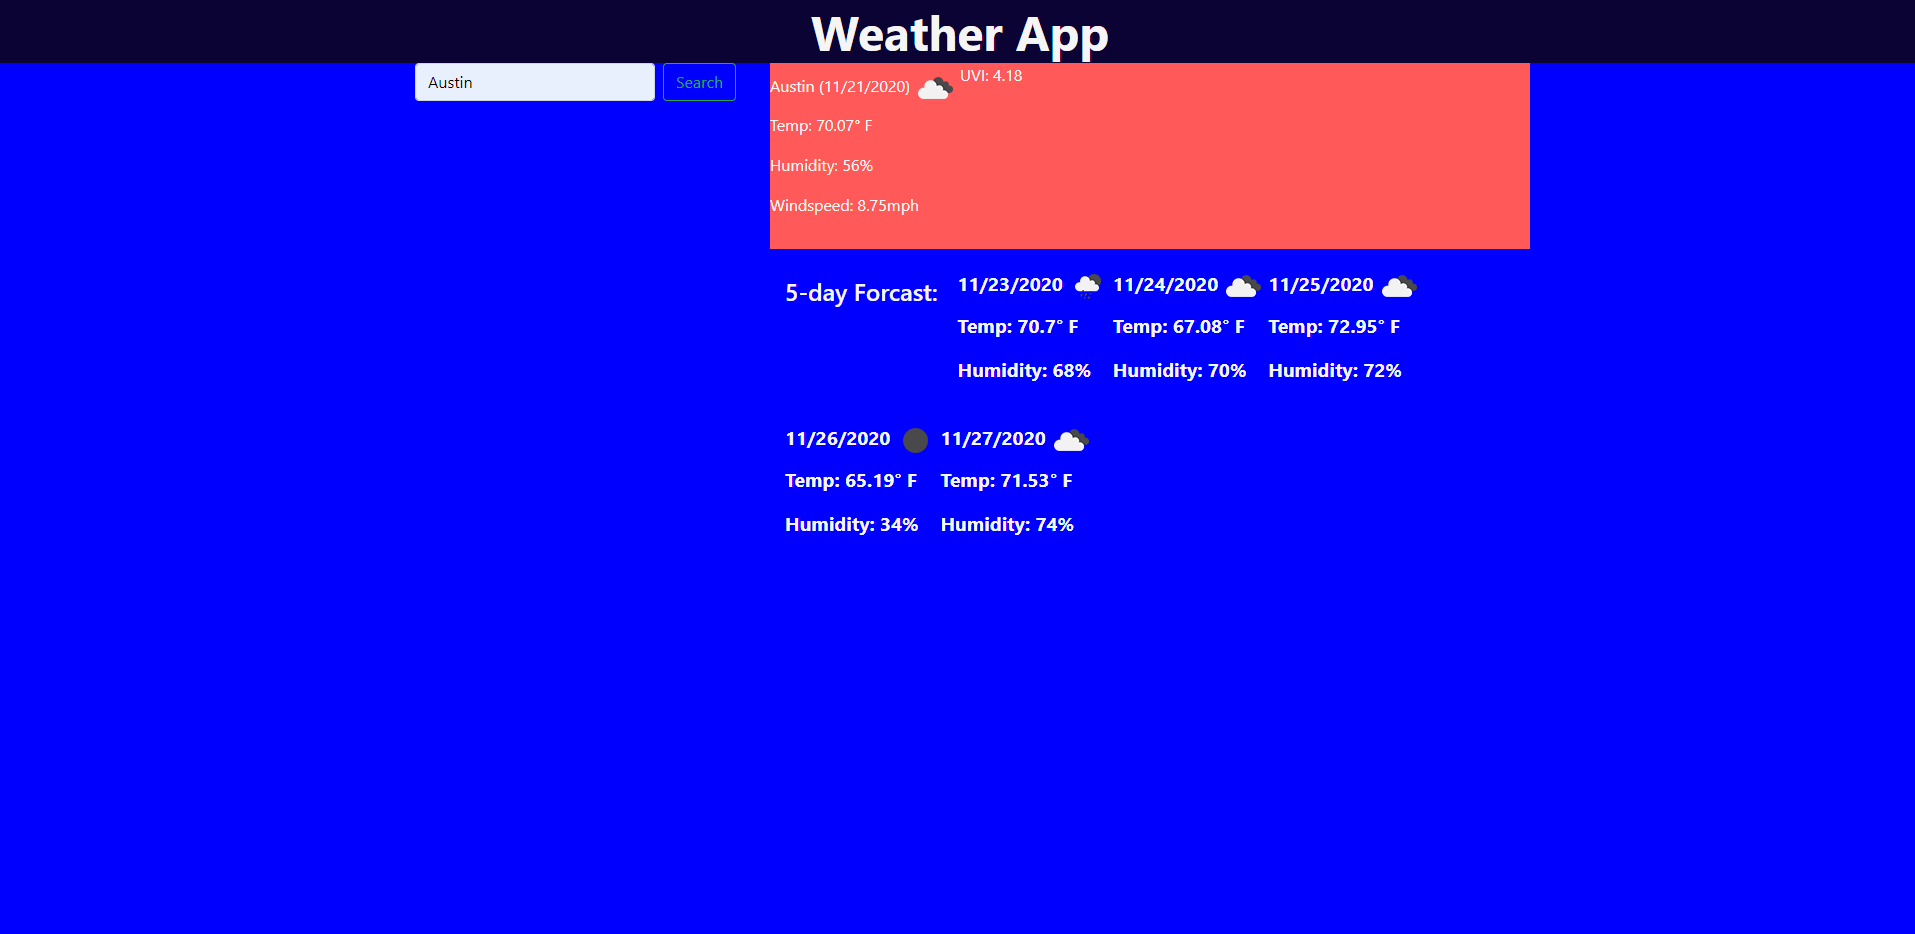 Weather App
Austin
Search
Austin (11/21/2020)
UVI: 4.18
Temp: 70.07° F
Humidity: 56%
Windspeed: 8.75mph
5-day Forcast:
11/23/2020
Temp: 70.7° F
Humidity: 68%
11/24/2020
Temp: 67.08° F
Humidity: 70%
11/25/2020
Temp: 72.95° F
Humidity: 72%
11/26/2020
Temp: 65.19° F
Humidity: 34%
11/27/2020
Temp: 71.53° F
Humidity: 74%